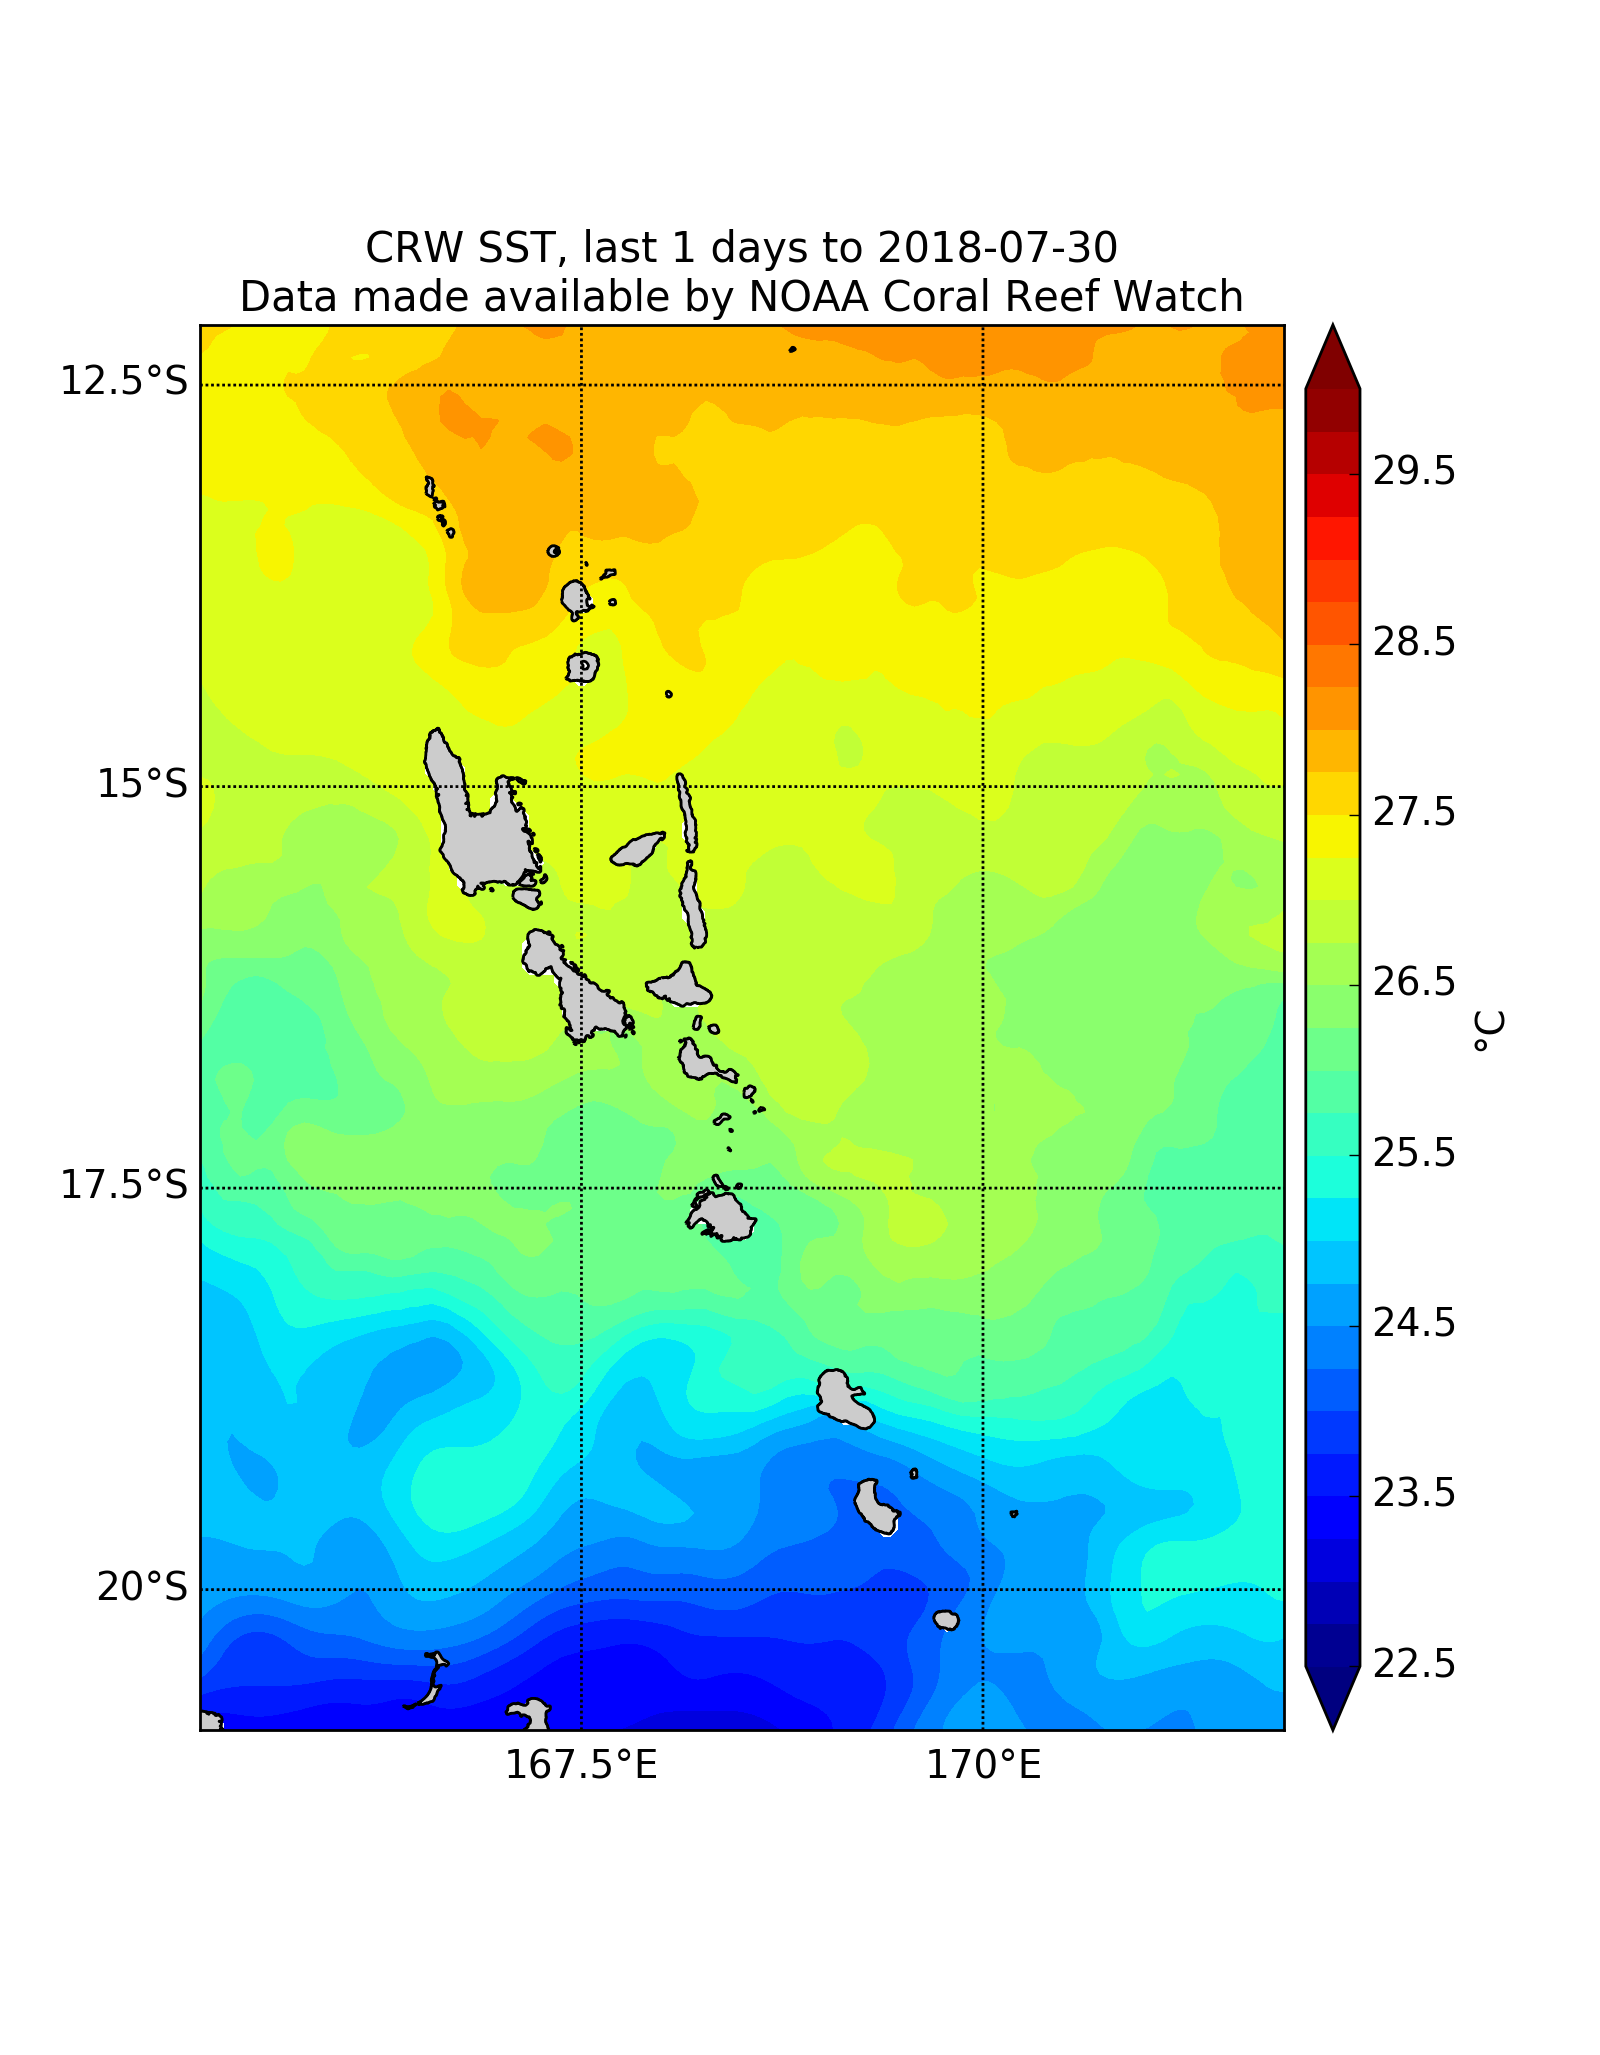 CRW SST, last 1 days to 2018-07-30
Data made available by NOAA Coral Reef Watch
12.5°S
15°S
17.5°S
20°S
167.5°E
170°E
29.5
28.5
27.5
26.5
25.5
24.5
23.5
22.5
°C